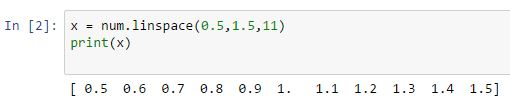 In [2]: x = num.linspace(0.5,1.5,11)
print(x)
[ 0.5  0.6  0.7  0.8  0.9  1.   1.1  1.2  1.3  1.4  1.5]